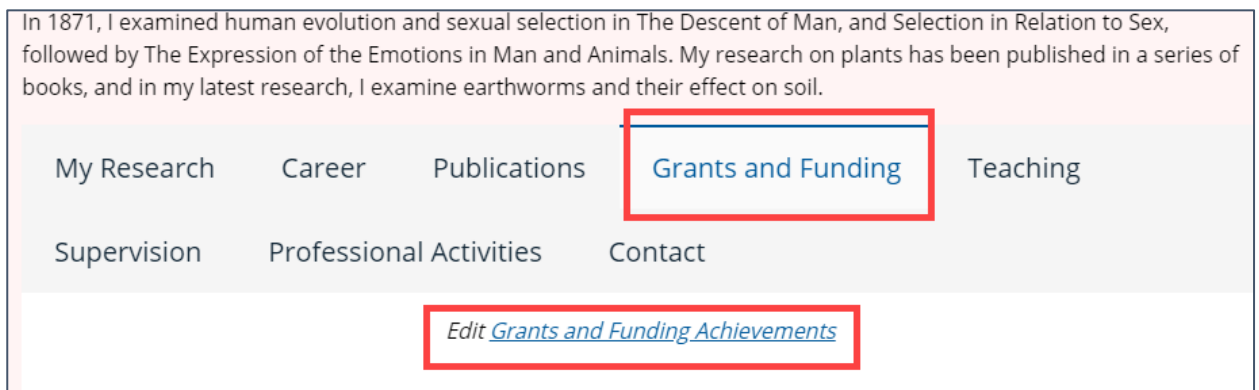 In 1871, I examined human evolution and sexual selection in The Descent of Man, and Selection in Relation to Sex,
followed by The Expression of the Emotions in Man and Animals. My research on plants has been published in a series of
books, and in my latest research, I examine earthworms and their effect on soil.
My Research Career Publications Grants and Funding Teaching
Supervision Professional Activities Contact
Edit Grants and Funding Achievements